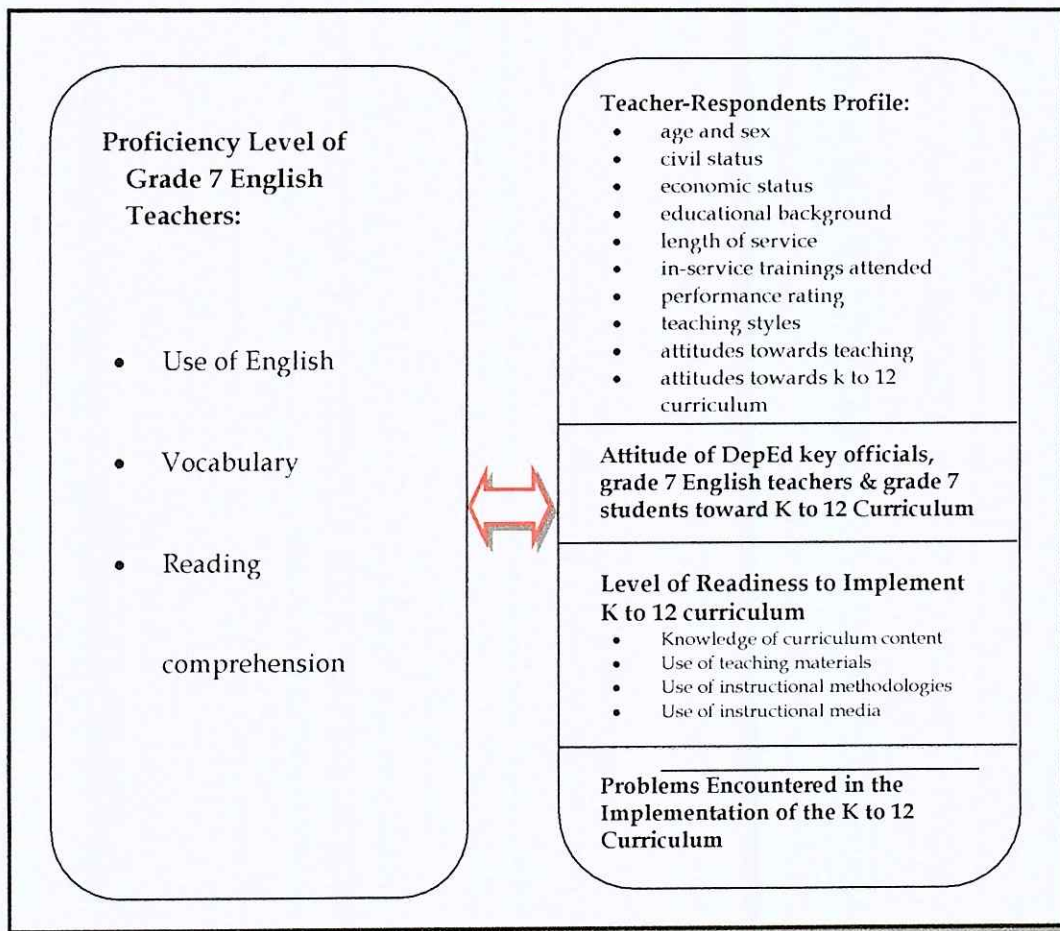 Proficiency Level of
Grade 7 English
Teachers:
• Use of English
• Vocabulary
• Reading
comprehension
Teacher-Respondents Profile:
• age and sex
• civil status
• economic status
• educational background
• length of service
• in-service trainings attended
• performance rating
• teaching styles
• attitudes towards teaching
• attitudes towards k to 12
curriculum
Attitude of DepEd key officials,
grade 7 English teachers & grade 7
students toward K to 12 Curriculum
Level of Readiness to Implement
K to 12 curriculum
• Knowledge of curriculum content
• Use of teaching materials
• Use of instructional methodologies
• Use of instructional media
Problems Encountered in the
Implementation of the K to 12
Curriculum